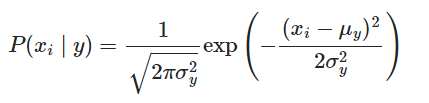 P(x_i | y) = \frac{1}{\sqrt{2\pi\sigma_y^2}} \exp\left(-\frac{(x_i - \mu_y)^2}{2\sigma_y^2}\right)